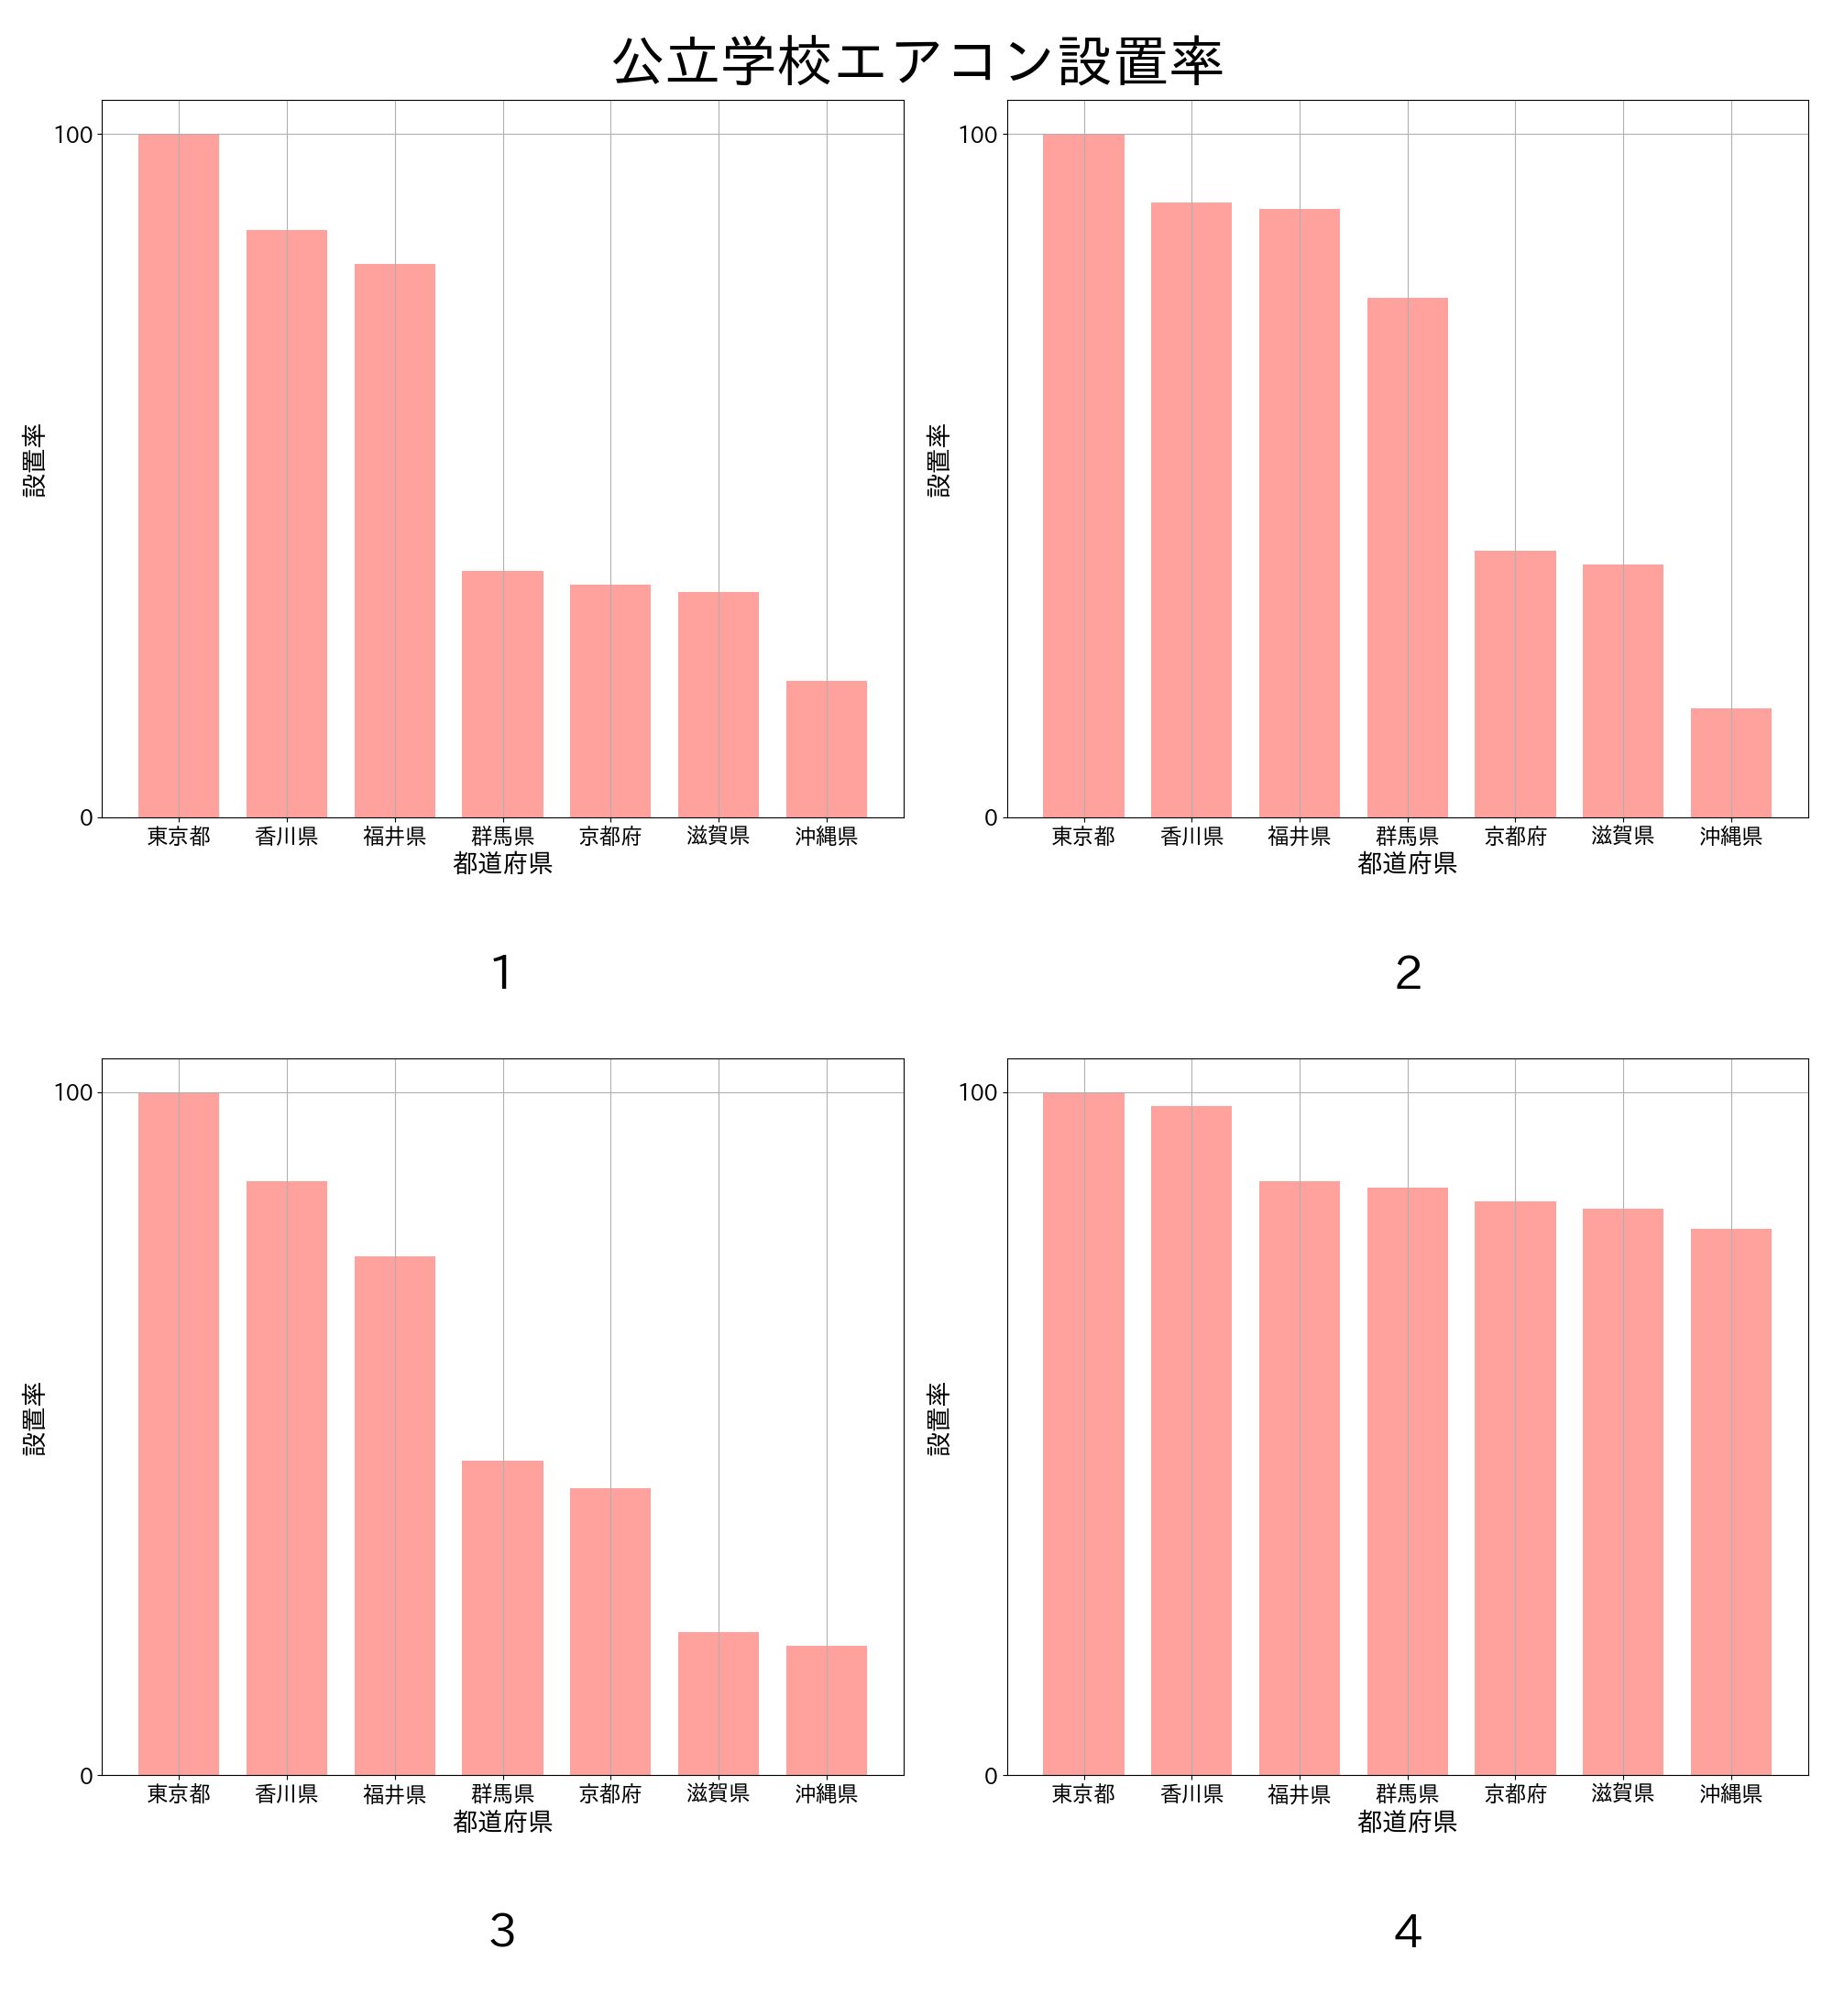 公立学校エアコン設置率
100
0
設置率
東京都 香川県 福井県 群馬県 京都府 滋賀県 沖縄県
都道府県
1
100
0
設置率
東京都 香川県 福井県 群馬県 京都府 滋賀県 沖縄県
都道府県
2
100
0
設置率
東京都 香川県 福井県 群馬県 京都府 滋賀県 沖縄県
都道府県
3
100
0
設置率
東京都 香川県 福井県 群馬県 京都府 滋賀県 沖縄県
都道府県
4